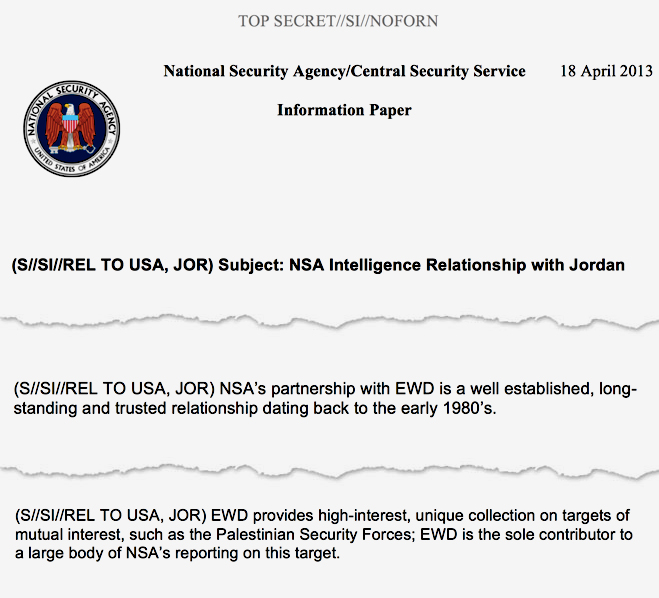 TOP SECRET//SI//NOFORN
National Security Agency/Central Security Service 18 April 2013
Information Paper
NATIONAL SECURITY AGENCY
UNITED STATES OF AMERICA
(S//SI//REL TO USA, JOR) Subject: NSA Intelligence Relationship with Jordan
(S//SI//REL TO USA, JOR) NSA’s partnership with EWD is a well established, long-
standing and trusted relationship dating back to the early 1980’s.
(S//SI//REL TO USA, JOR) EWD provides high-interest, unique collection on targets of
mutual interest, such as the Palestinian Security Forces; EWD is the sole contributor to
a large body of NSA’s reporting on this target.